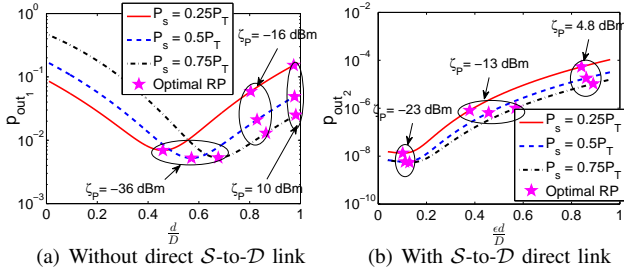 (a)
P_s = 0.25P_T
P_s = 0.5P_T
P_s = 0.75P_T
Optimal RP
ζ_P = −16 dBm
ζ_P= −36 dBm
ζ_P= 10 dBm
p_out_1
10^0
10^−1
10^−2
10^−3
0 0.2 0.4 0.6 0.8 1
d/D
(a) Without direct S-to-D link
(b)
ζ_P= 4.8 dBm
ζ_P = −13 dBm
ζ_P= −23 dBm
P_s = 0.25P_T
P_s = 0.5P_T
P_s = 0.75P_T
Optimal RP
p_out_2
10^−2
10^−4
10^−6
10^−8
10^−10
0 0.2 0.4 0.6 0.8 1
ϵd/D
(b) With S-to-D direct link